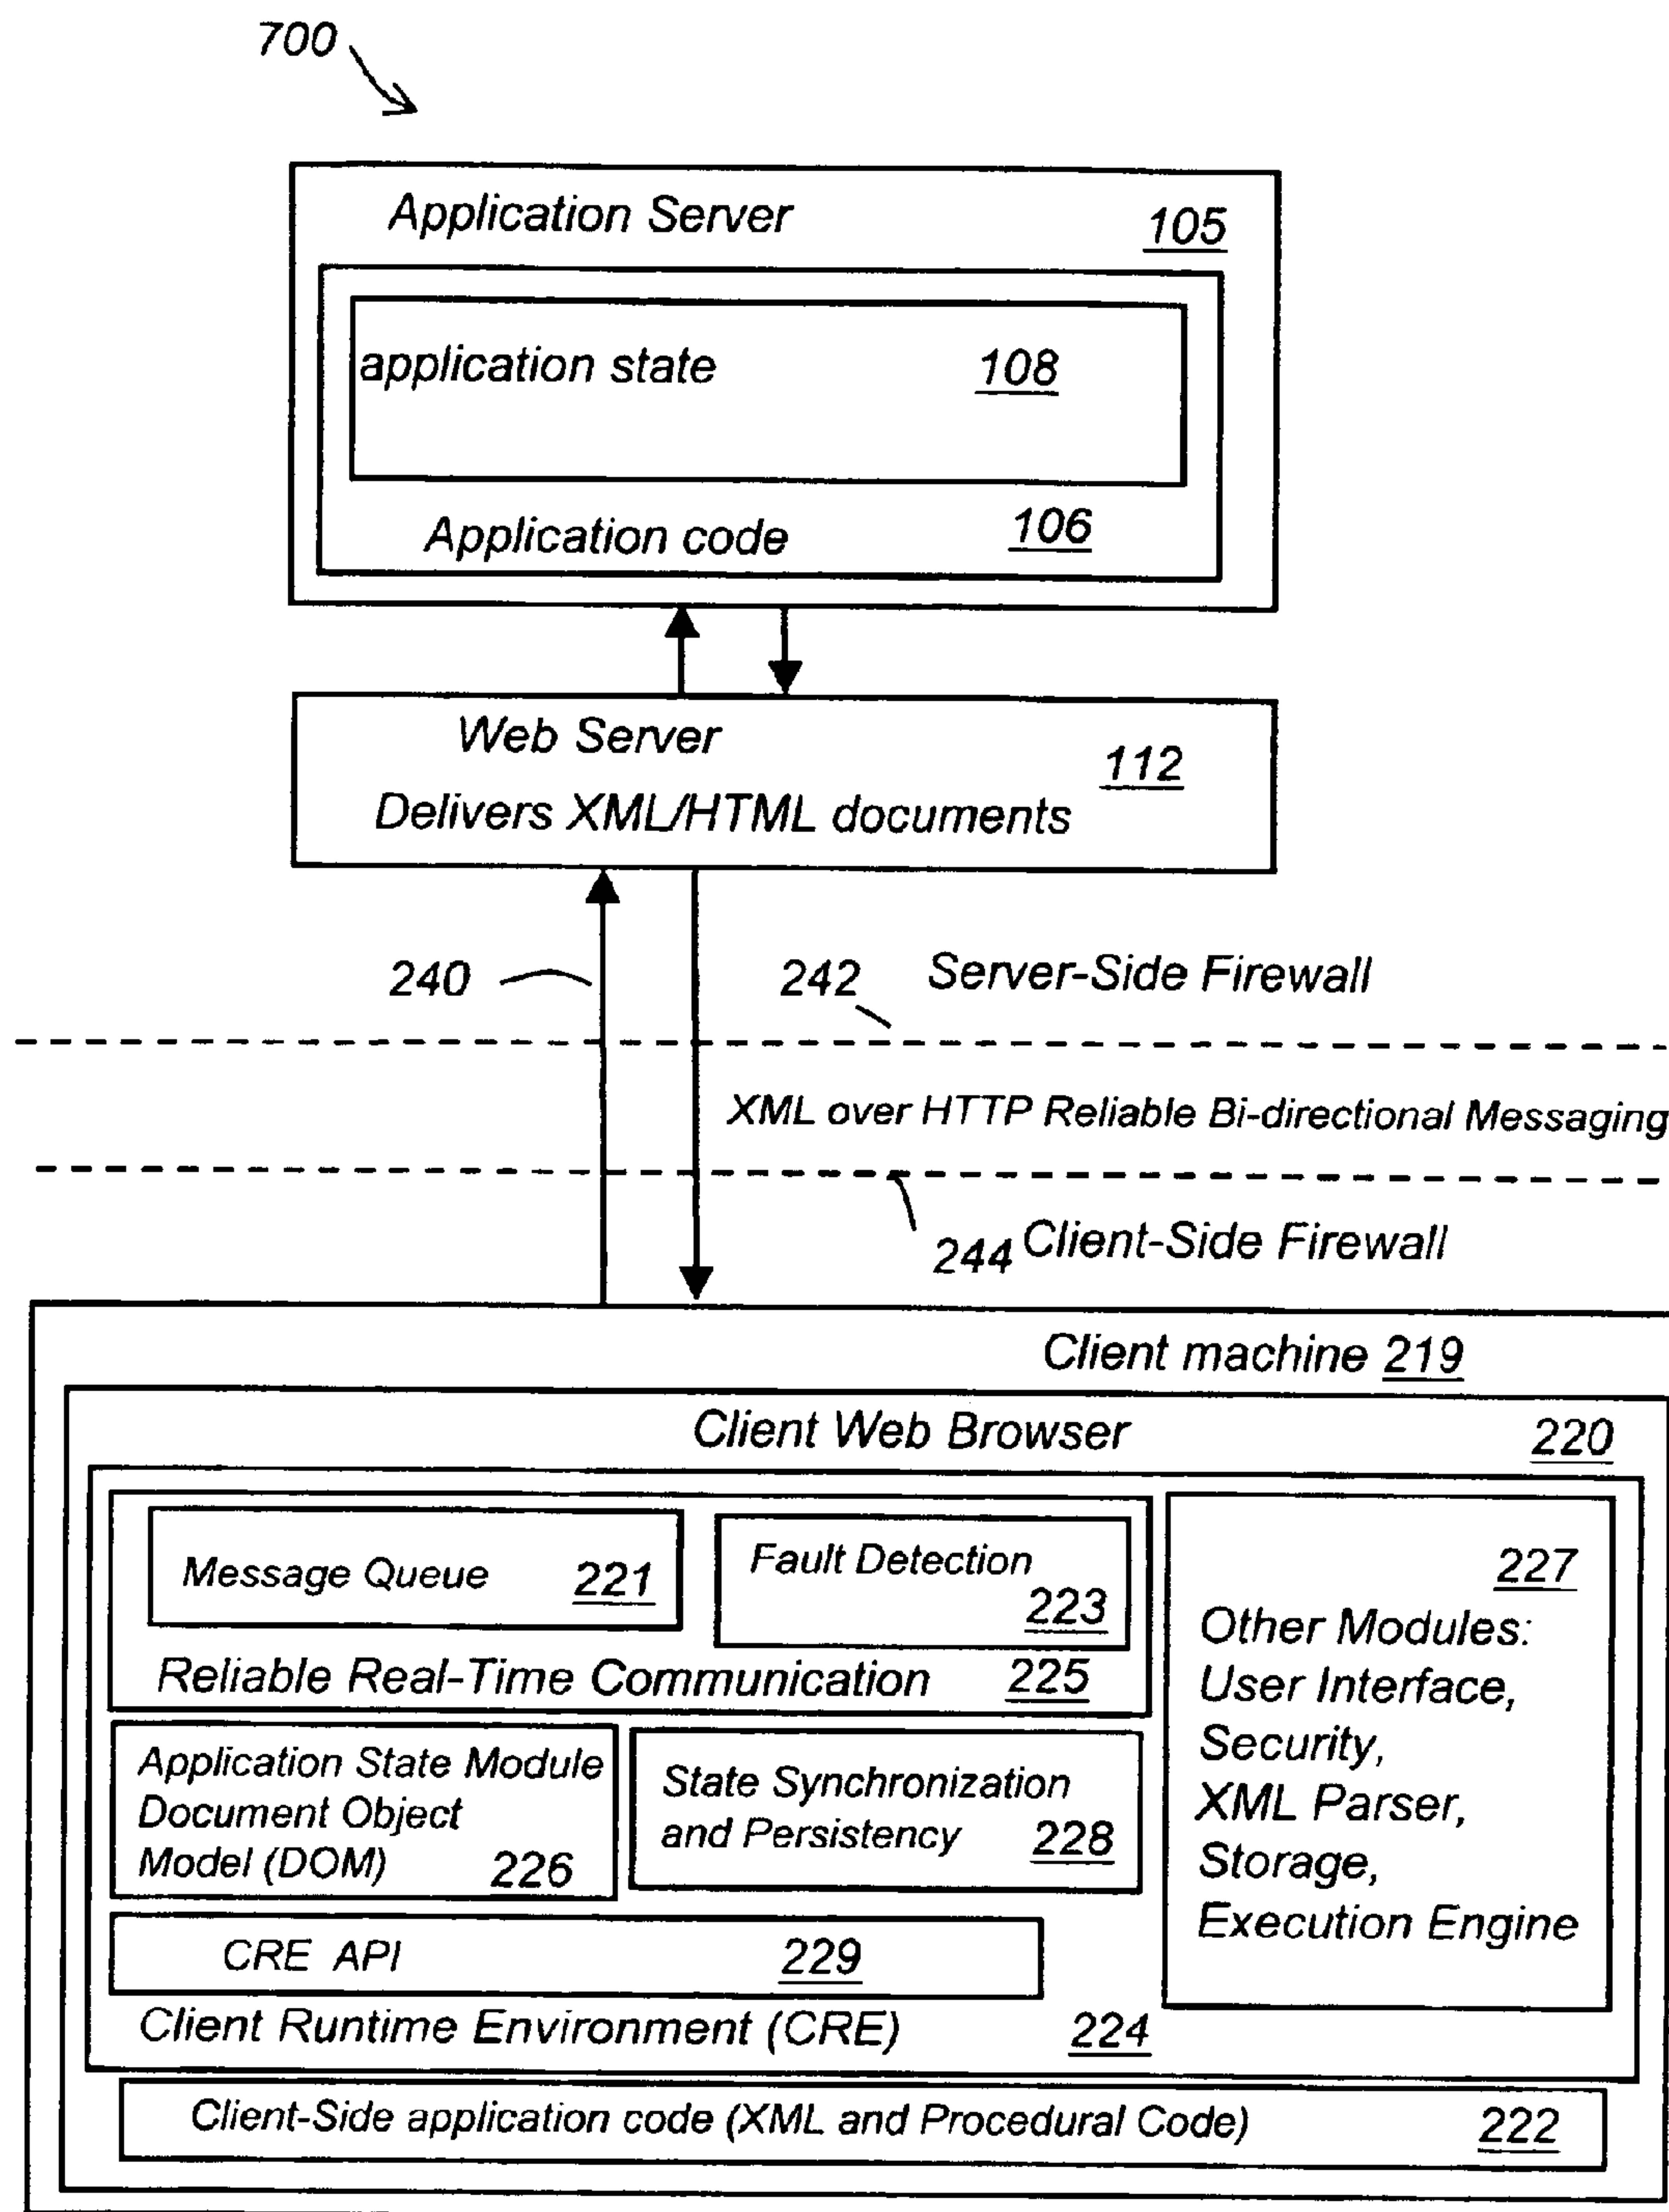 700
Application Server 105
application state 108
Application code 106
Web Server
112
Delivers XML/HTML documents
240
242 Server-Side Firewall
XML over HTTP Reliable Bi-directional Messaging
244 Client-Side Firewall
Client machine 219
Client Web Browser 220
Message Queue 221
Fault Detection
223
Reliable Real-Time Communication 225
Application State Module
Document Object
Model (DOM) 226
State Synchronization
and Persistency 228
CRE API 229
Client Runtime Environment (CRE) 224
227
Other Modules:
User Interface,
Security,
XML Parser,
Storage,
Execution Engine
Client-Side application code (XML and Procedural Code) 222